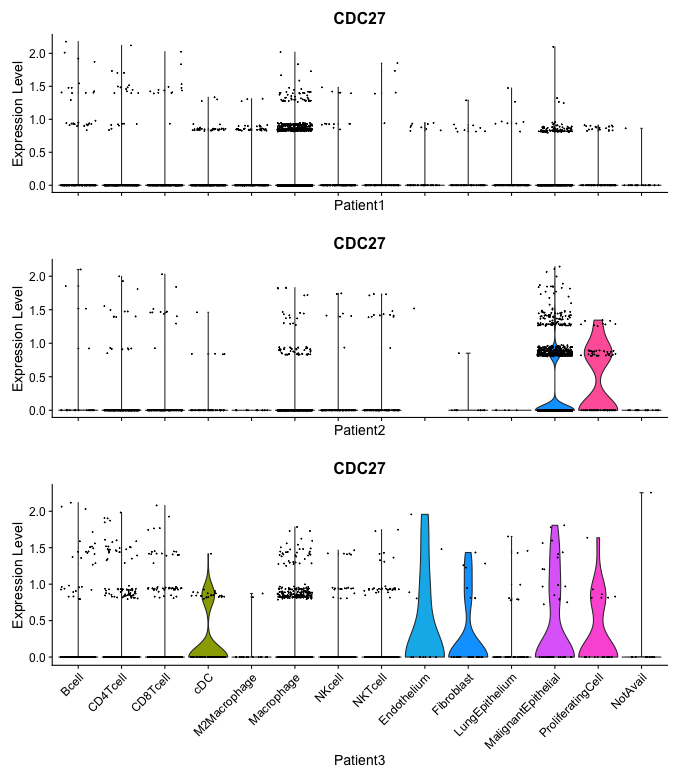 CDC27
Expression Level
2.0
1.5
1.0
0.5
0.0
Patient1
CDC27
Expression Level
2.0
1.5
1.0
0.5
0.0
Patient2
CDC27
Expression Level
2.0
1.5
1.0
0.5
0.0
Bcell
CD4Tcell
CD8Tcell
cDC
M2Macrophage
Macrophage
NKcell
NKTcell
Endothelium
Fibroblast
LungEpithelium
MalignantEpithelial
ProliferatingCell
NotAvail
Patient3